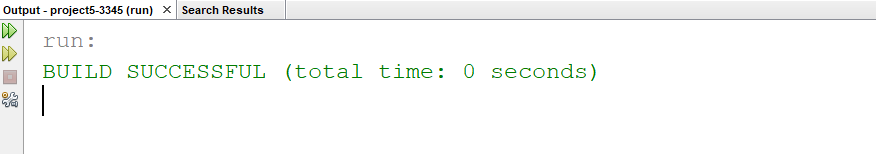 Output - project5-3345 (run) × Search Results
run:
BUILD SUCCESSFUL (total time: 0 seconds)